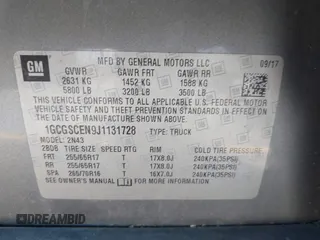 GM
MFD BY GENERAL MOTORS LLC
09/17
GVWR GAWR FRT GAWR RR
2631 KG 1452 KG 1588 KG
5800 LB 3200 LB 3500 LB
THIS VEHICLE CONFORMS TO ALL APPLICABLE U.S. FEDERAL MOTOR
VEHICLE SAFETY AND THEFT PREVENTION STANDARDS IN EFFECT ON
THE DATE OF MANUFACTURE SHOWN ABOVE.
1GCGSCEN9J1131728 TYPE: TRUCK
MODEL: 2N43
TIRE SIZE SPEED RTG RIM COLD TIRE PRESSURE
FRT 255/65R17 T 17X8.0J 240KPA(35PSI)
RR 255/65R17 T 17X8.0J 240KPA(35PSI)
SPA T 16X7.0J 240KPA(35PSI)
SEE OWNER'S MANUAL FOR ADDITIONAL INFORMATION
AUTOBIDMASTER